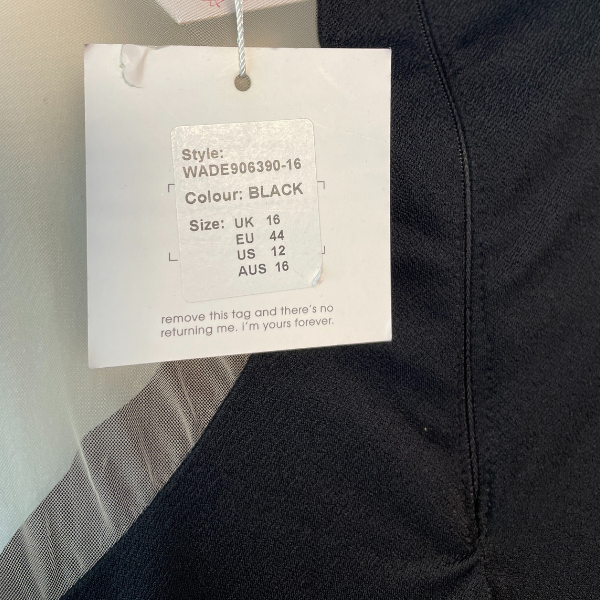 Style:
WADE906390-16
Colour: BLACK
Size: UK 16
EU 44
US 12
AUS 16
remove this tag and there's no
returning me. i'm yours forever.